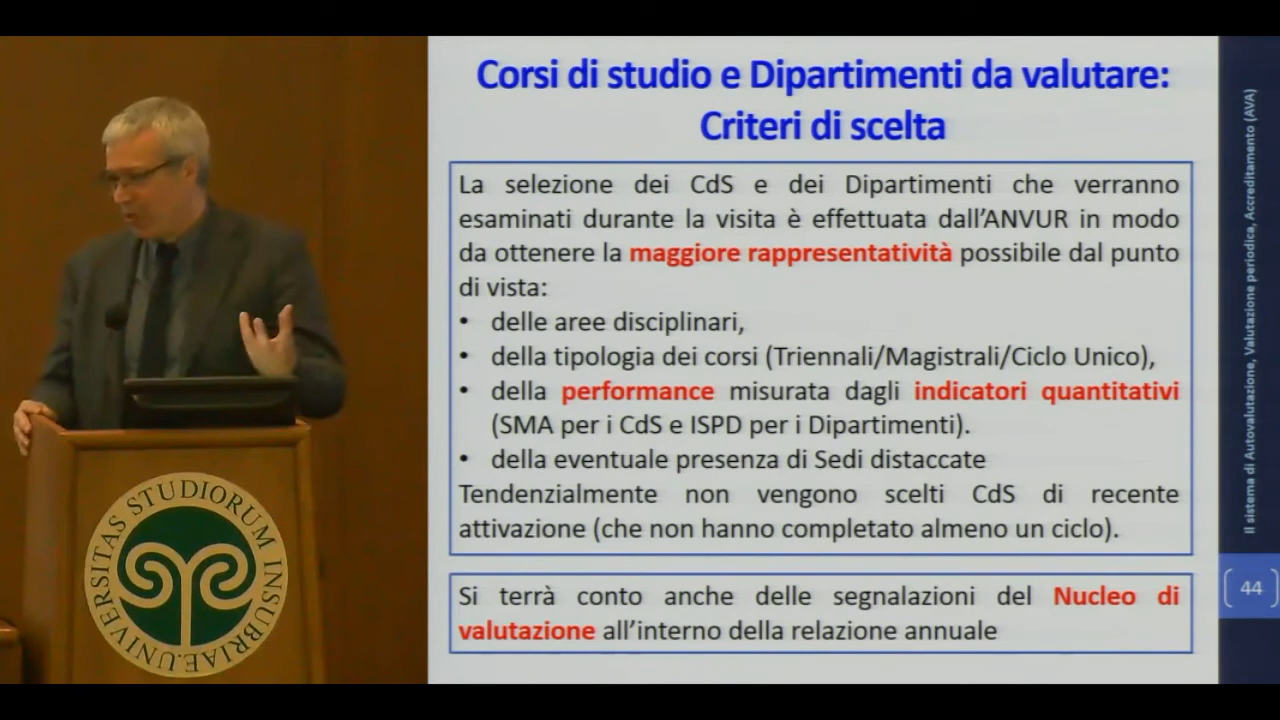 Corsi di studio e Dipartimenti da valutare:
Criteri di scelta
La selezione dei CdS e dei Dipartimenti che verranno
esaminati durante la visita è effettuata dall'ANVUR in modo
da ottenere la maggiore rappresentatività possibile dal punto
di vista:
• delle aree disciplinari,
• della tipologia dei corsi (Triennali/Magistrali/Ciclo Unico),
• della performance misurata dagli indicatori quantitativi
(SMA per i CdS e ISPD per i Dipartimenti).
• della eventuale presenza di Sedi distaccate
Tendenzialmente non vengono scelti CdS di recente
attivazione (che non hanno completato almeno un ciclo).
Si terrà conto anche delle segnalazioni del Nucleo di
valutazione all'interno della relazione annuale
Il sistema di Autovalutazione, Valutazione periodica, Accreditamento (AVA)
44
UNIVERSITAS STUDIORUM INSUBRIAE